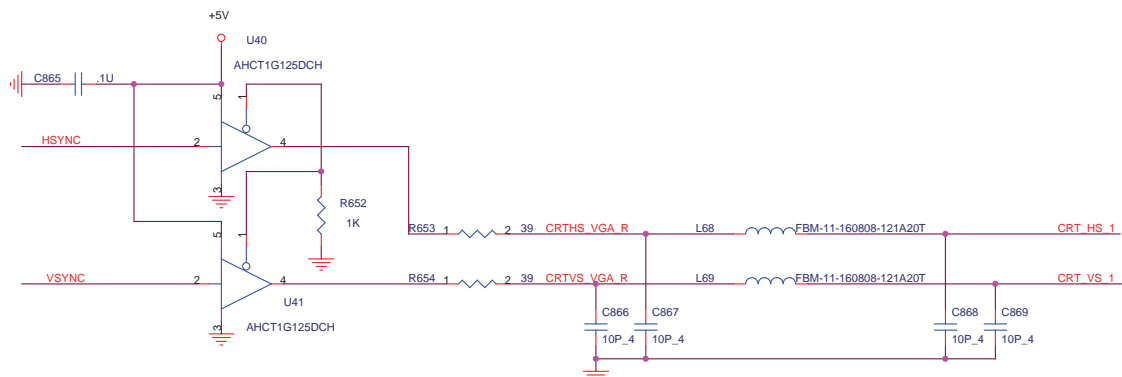 +5V
U40
C865
.1U
AHCT1G125DCH
5
1
HSYNC
2
4
3
R652
1K
5
1
R653
1
2
39
CRTHS_VGA_R
L68
FBM-11-160808-121A20T
CRT_HS_1
VSYNC
2
4
R654
1
2
39
CRTVS_VGA_R
L69
FBM-11-160808-121A20T
CRT_VS_1
U41
3
AHCT1G125DCH
C866
C867
C868
C869
10P_4
10P_4
10P_4
10P_4